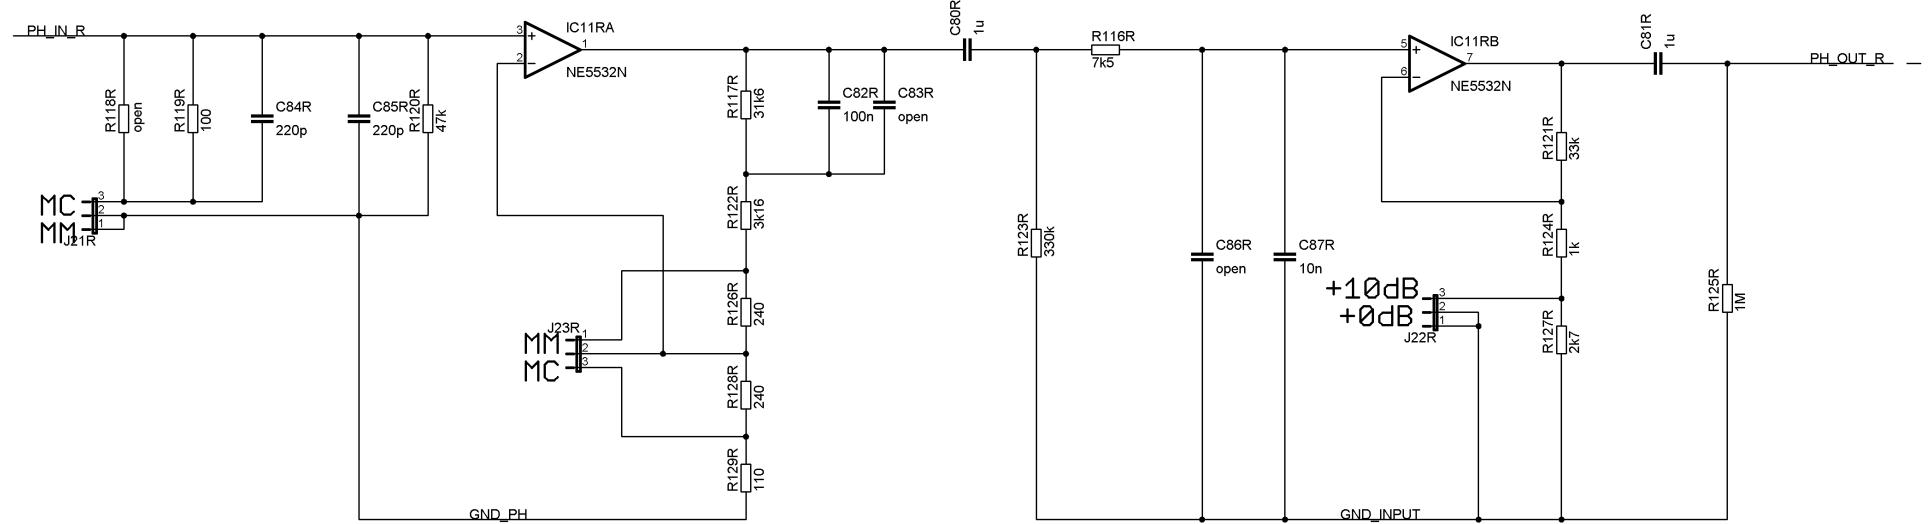 PH_IN_R
R118R
open
R119R
100
C84R
220p
C85R
220p
R120R
47k
MC
MM
3
2
1
J21R
3
2
1
IC11RA
NE5532N
R117R
31k6
C82R
100n
C83R
open
R122R
3k16
R126R
240
J23R
MM
MC
1
2
3
R128R
240
R129R
110
GND_PH
C80R
1u
R116R
7k5
R123R
330k
C86R
open
C87R
10n
5
6
7
IC11RB
NE5532N
C81R
1u
PH_OUT_R
R121R
33k
R124R
1k
+10dB
+0dB
3
2
1
J22R
R127R
2k7
R125R
1M
GND_INPUT